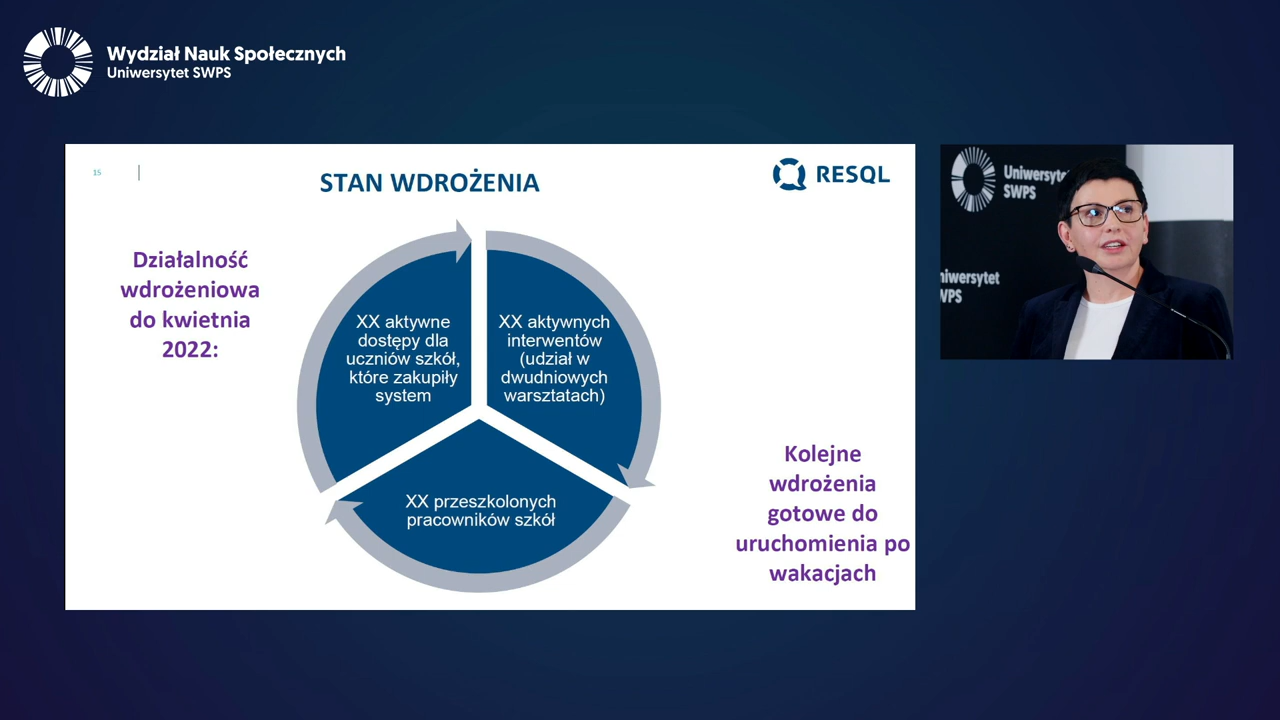 Wydział Nauk Społecznych
Uniwersytet SWPS
15
STAN WDROŻENIA
RESQL
Działalność
wdrożeniowa
do kwietnia
2022:
XX aktywne
dostępy dla
uczniów szkół,
które zakupiły
system
XX aktywnych
interwentów
(udział w
dwudniowych
warsztatach)
XX przeszkolonych
pracowników szkół
Kolejne
wdrożenia
gotowe do
uruchomienia po
wakacjach
Uniwersytet
SWPS
niwersytet
WPS